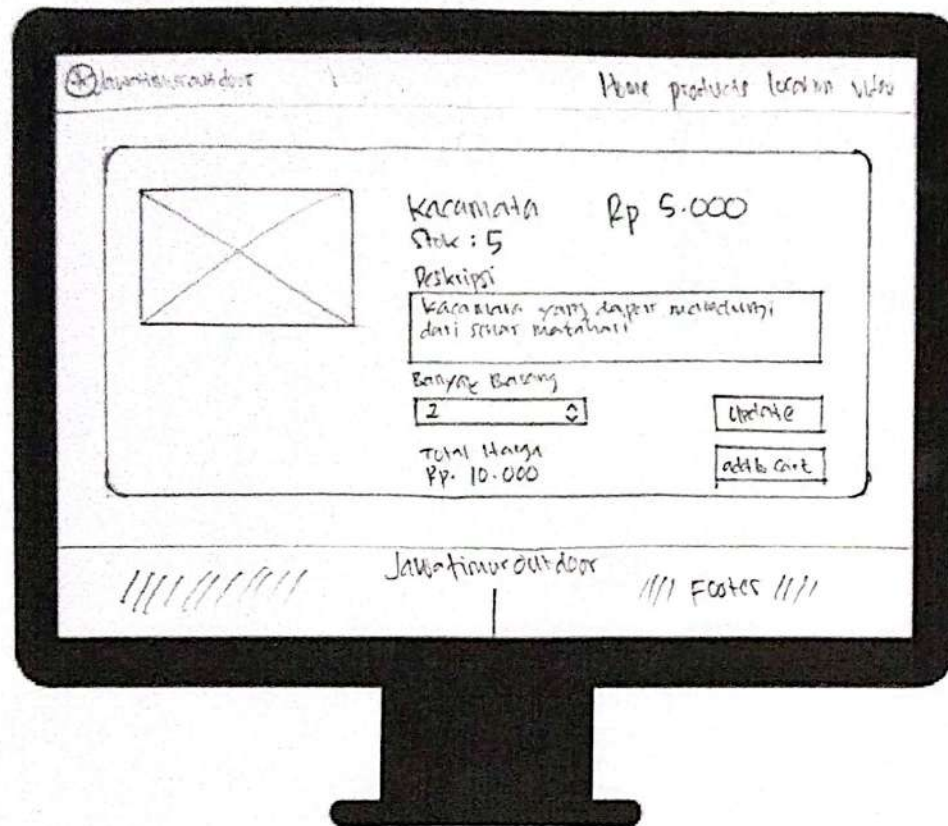 Jawatimuroutdoor
Home products location video
Kacamata Rp 5.000
Stok : 5
Deskripsi
Kacamata yang dapat melindungi
dari sinar matahari
Banyak Barang
2
Update
Total Harga
Rp. 10.000
add to cart
Jawatimuroutdoor
Footer